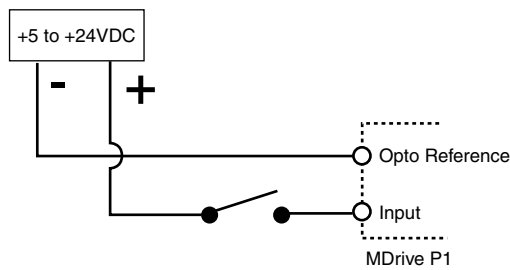 +5 to +24VDC
- +
Opto Reference
Input
MDrive P1